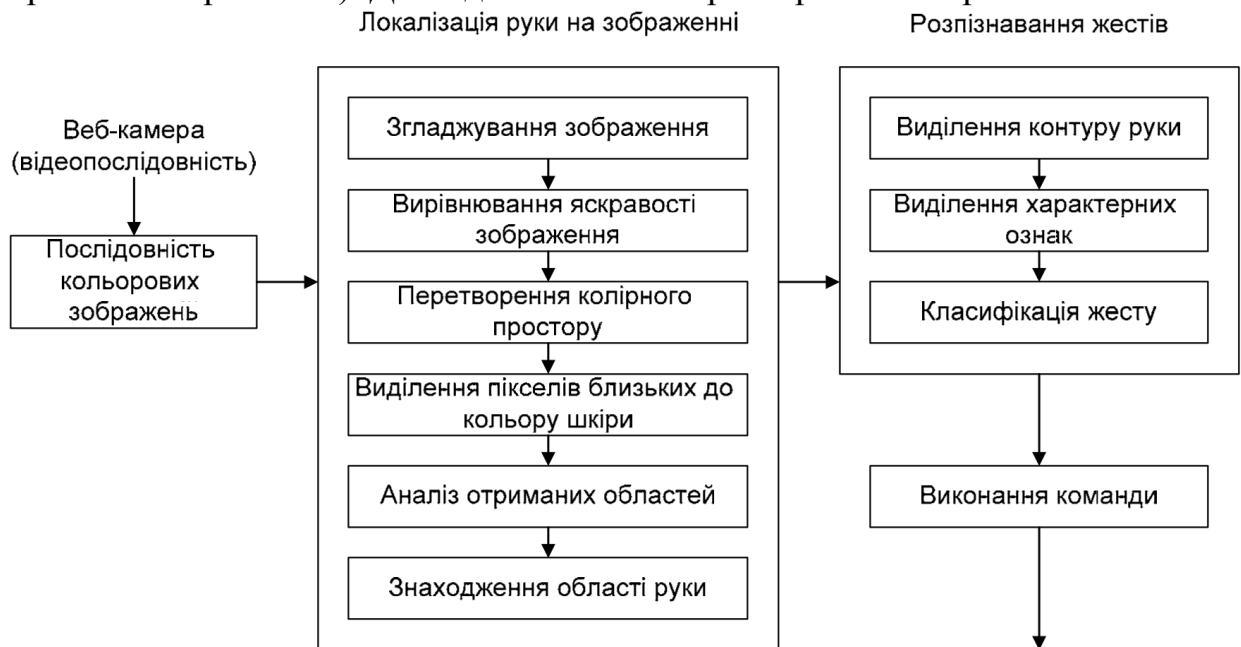 Локалізація руки на зображенні
Розпізнавання жестів
Веб-камера
(відеопослідовність)
Послідовність
кольорових
зображень
Згладжування зображення
Вирівнювання яскравості
зображення
Перетворення колірного
простору
Виділення пікселів близьких до
кольору шкіри
Аналіз отриманих областей
Знаходження області руки
Виділення контуру руки
Виділення характерних
ознак
Класифікація жесту
Виконання команди